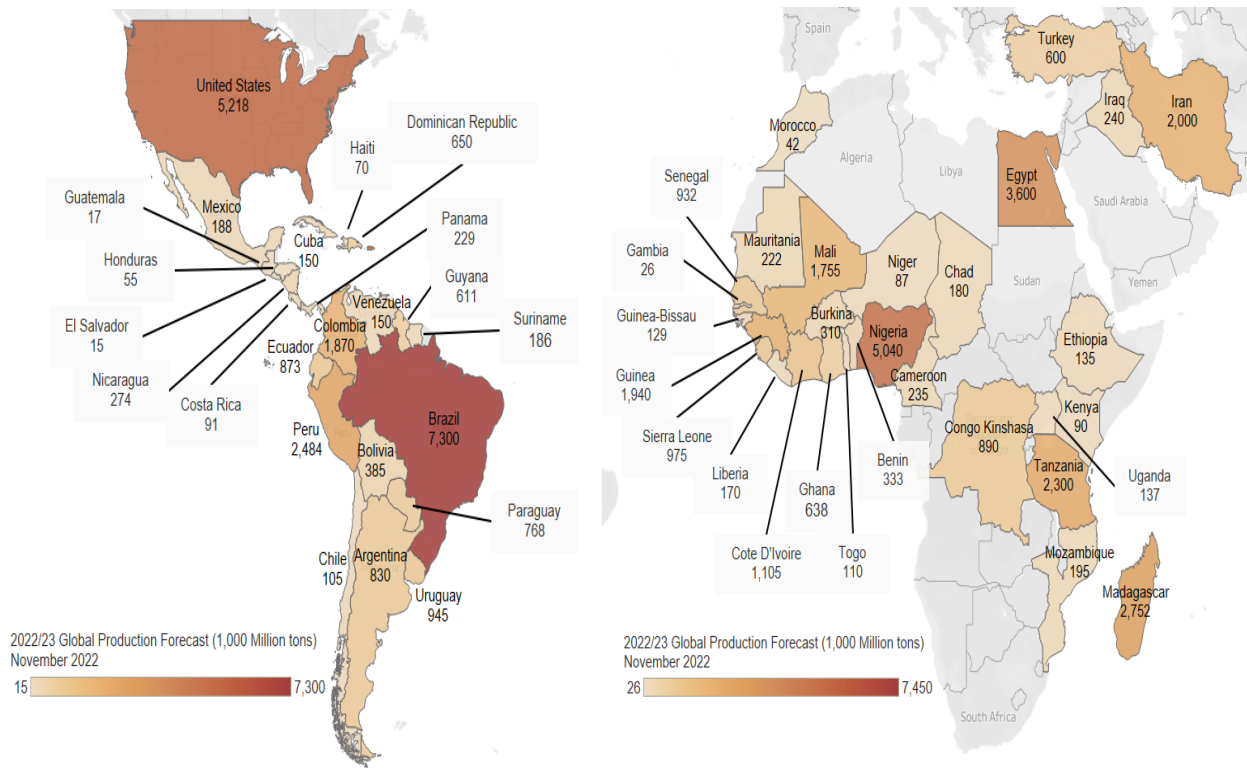 United States
5,218
Dominican Republic
650
Haiti
70
Guatemala
17
Mexico
188
Cuba
150
Panama
229
Honduras
55
Guyana
611
Venezuela
150
El Salvador
15
Colombia
1,870
Suriname
186
Ecuador
873
Nicaragua
274
Costa Rica
91
Brazil
7,300
Peru
2,484
Bolivia
385
Paraguay
768
Chile
105
Argentina
830
Uruguay
945
2022/23 Global Production Forecast (1,000 Million tons)
November 2022
15
7,300
Spain
Turkey
600
Iraq
240
Iran
2,000
Morocco
42
Algeria
Libya
Egypt
3,600
Saudi Arabia
Senegal
932
Mauritania
222
Mali
1,755
Niger
87
Chad
180
Sudan
Yemen
Gambia
26
Guinea-Bissau
129
Burkina
310
Nigeria
5,040
Ethiopia
135
Guinea
1,940
Cameroon
235
Sierra Leone
975
Congo Kinshasa
890
Kenya
90
Liberia
170
Ghana
638
Benin
333
Tanzania
2,300
Uganda
137
Cote D'Ivoire
1,105
Togo
110
Mozambique
195
Madagascar
2,752
2022/23 Global Production Forecast (1,000 Million tons)
November 2022
26
7,450
South Africa